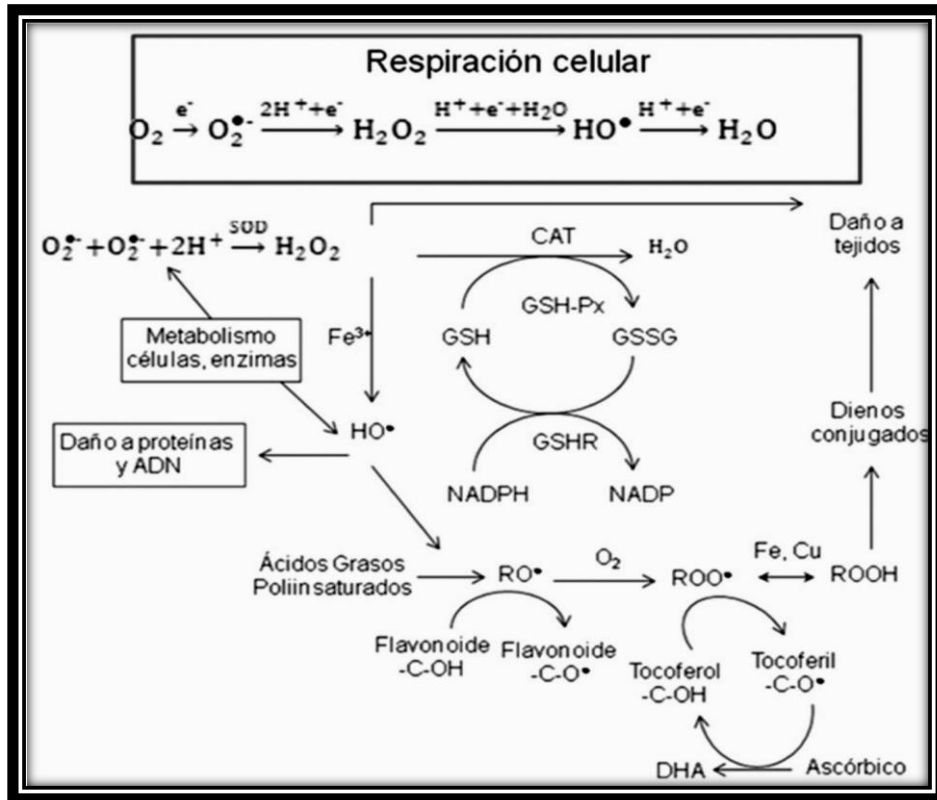 Respiración celular
O₂ →(e⁻) O₂•⁻ →(2H⁺+e⁻) H₂O₂ →(H⁺+e⁻+H₂O) HO• →(H⁺+e⁻) H₂O
O₂•⁻+O₂•⁻+2H⁺ →(SOD) H₂O₂
CAT
H₂O
Daño a
tejidos
GSH-Px
Metabolismo
células, enzimas
Fe³⁺
GSH
GSSG
HO•
Daño a proteínas
y ADN
GSHR
NADPH
NADP
Dienos
conjugados
Ácidos Grasos
Poliinsaturados
RO•
O₂
ROO•
Fe, Cu
ROOH
Flavonoide
-C-OH
Flavonoide
-C-O•
Tocoferol
-C-OH
Tocoferil
-C-O•
DHA
Ascórbico